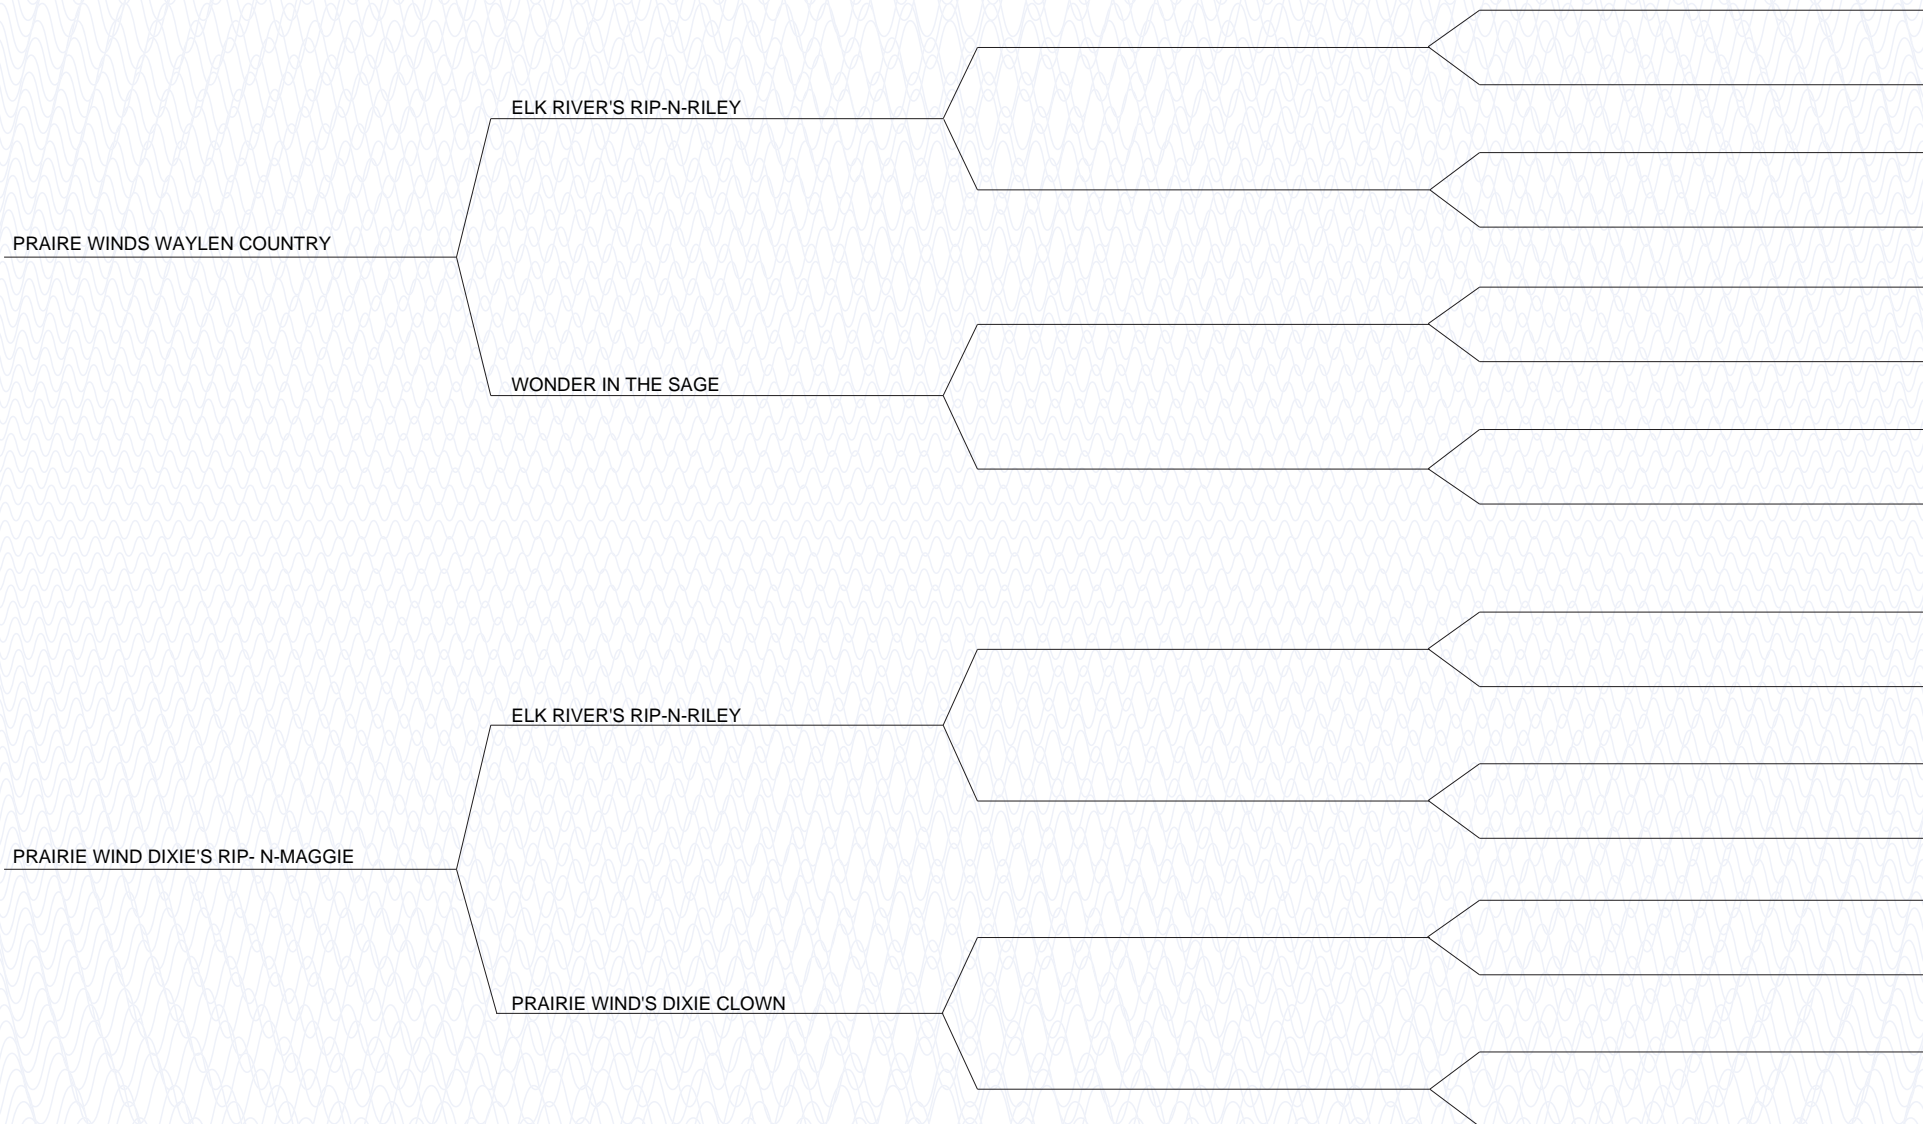 ELK RIVER'S RIP-N-RILEY
PRAIRE WINDS WAYLEN COUNTRY
WONDER IN THE SAGE
ELK RIVER'S RIP-N-RILEY
PRAIRIE WIND DIXIE'S RIP- N-MAGGIE
PRAIRIE WIND'S DIXIE CLOWN